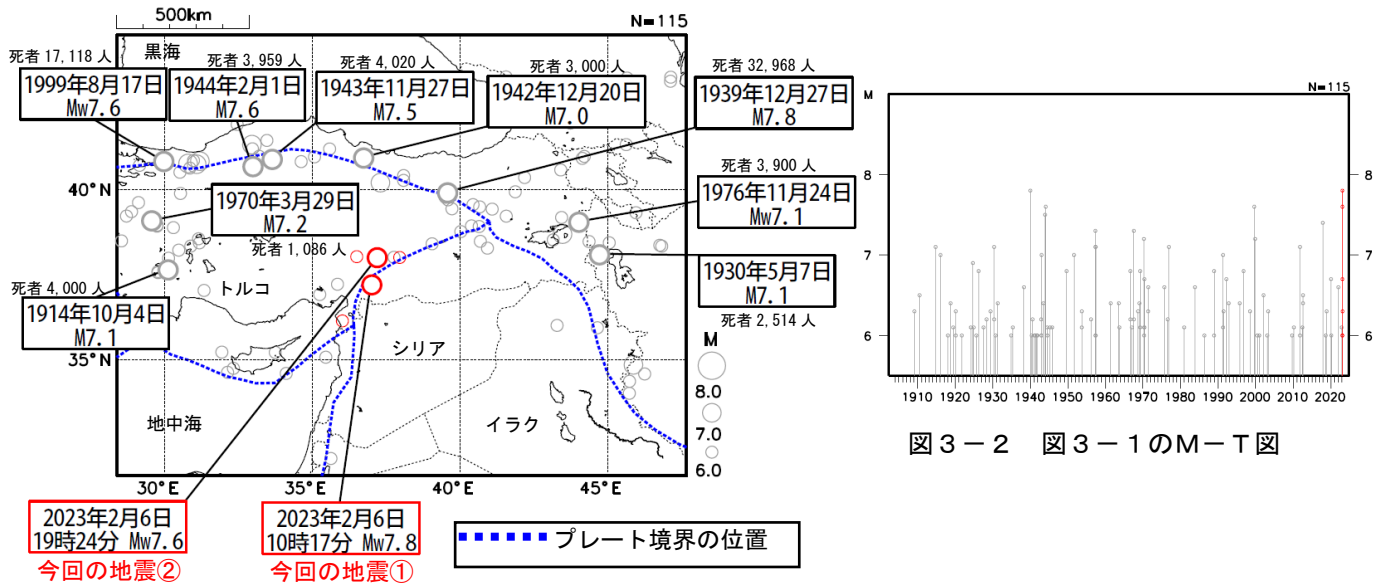 500km
N=115
死者 17,118 人
1999年8月17日
Mw7.6
黒海
死者 3,959 人
1944年2月1日
M7.6
死者 4,020 人
1943年11月27日
M7.5
死者 3,000 人
1942年12月20日
M7.0
死者 32,968 人
1939年12月27日
M7.8
40°N
1970年3月29日
M7.2
死者 1,086 人
死者 3,900 人
1976年11月24日
Mw7.1
死者 4,000 人
1914年10月4日
M7.1
トルコ
1930年5月7日
M7.1
死者 2,514 人
シリア
35°N
地中海
イラク
M
8.0
7.0
6.0
30°E
35°E
40°E
45°E
2023年2月6日
19時24分 Mw7.6
今回の地震②
2023年2月6日
10時17分 Mw7.8
今回の地震①
プレート境界の位置
M
N=115
8
7
6
8
7
6
1910 1920 1930 1940 1950 1960 1970 1980 1990 2000 2010 2020
図3-2 図3-1のM-T図